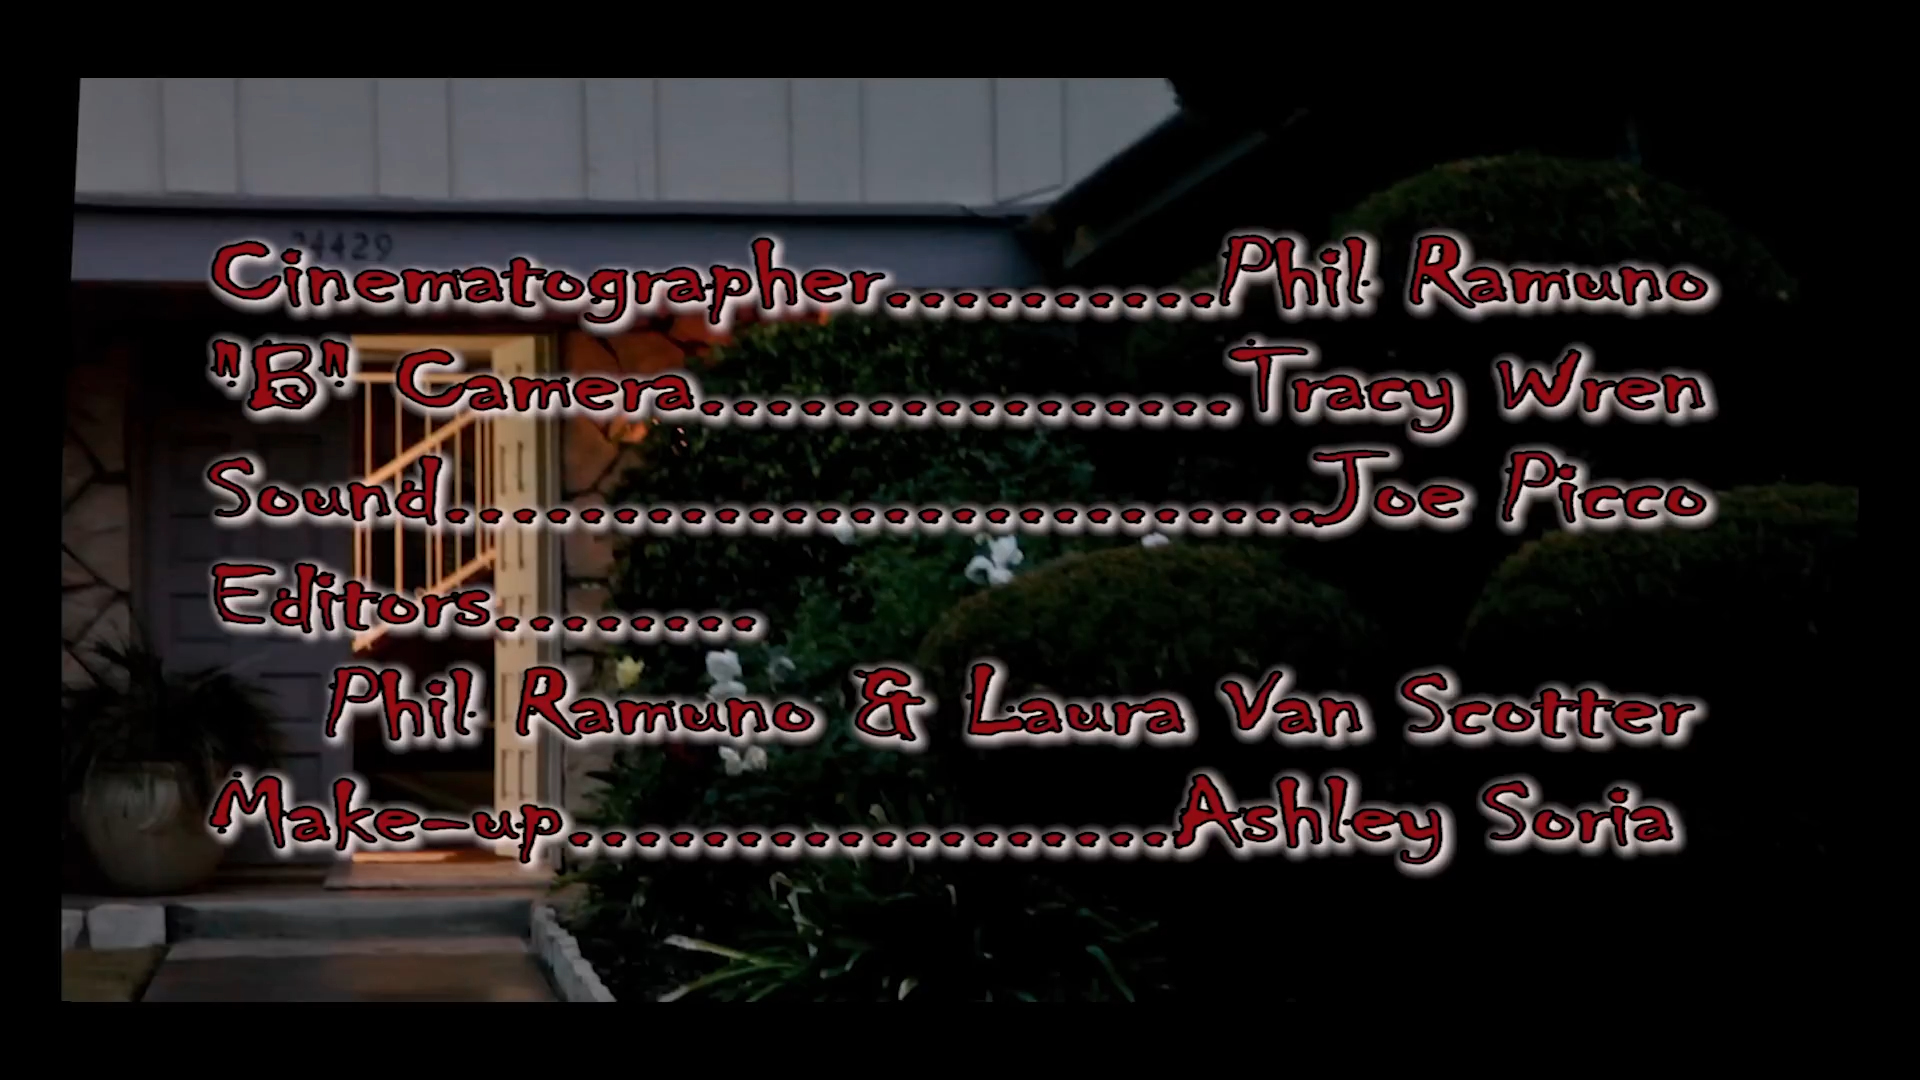 24429
Cinematographer..........Phil Ramuno
"B" Camera................Tracy Wren
Sound..........................Joe Picco
Editors........
Phil Ramuno & Laura Van Scotter
Make-up..................Ashley Soria